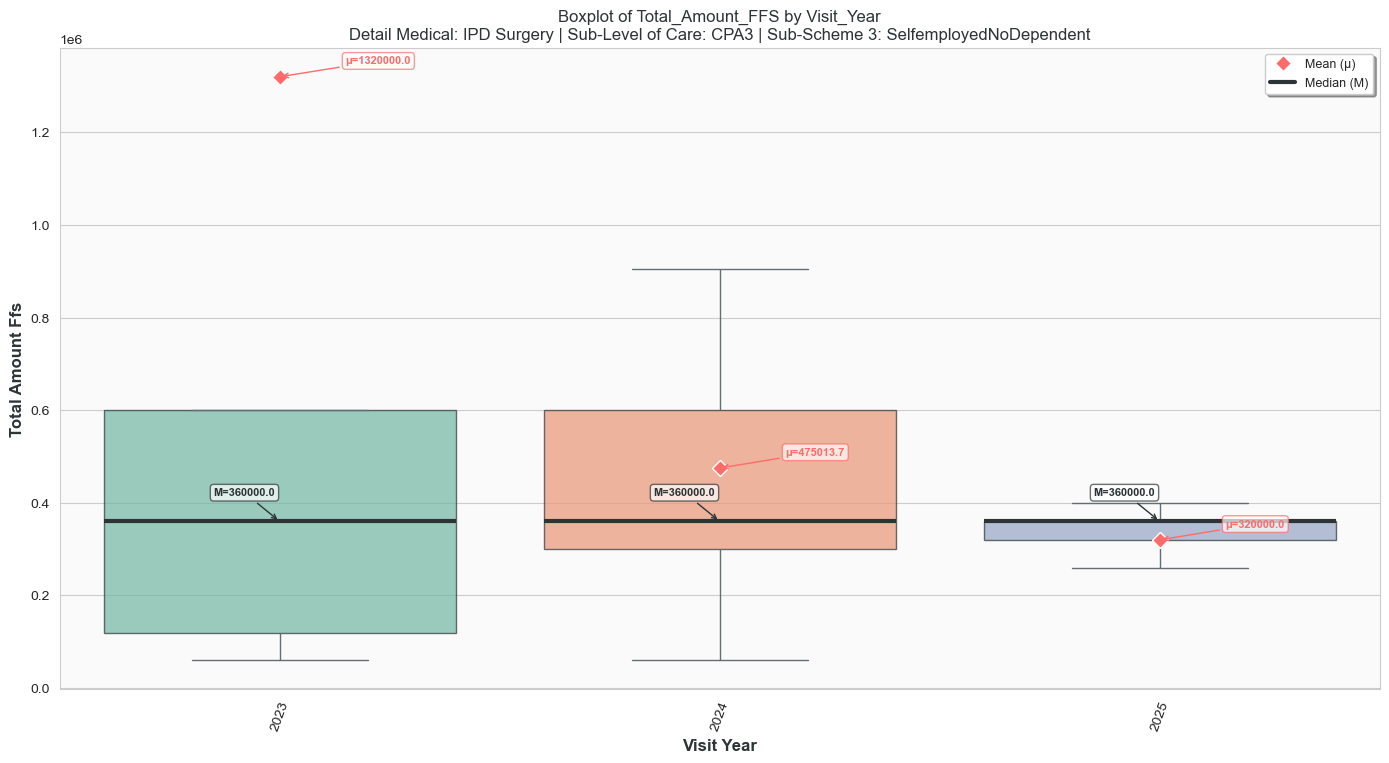 Boxplot of Total_Amount_FFS by Visit_Year
Detail Medical: IPD Surgery | Sub-Level of Care: CPA3 | Sub-Scheme 3: SelfemployedNoDependent
1e6
μ=1320000.0
Mean (μ)
Median (M)
1.2
1.0
0.8
0.6
0.4
0.2
0.0
Total Amount Ffs
μ=475013.7
M=360000.0
M=360000.0
M=360000.0
μ=320000.0
2023
2024
2025
Visit Year